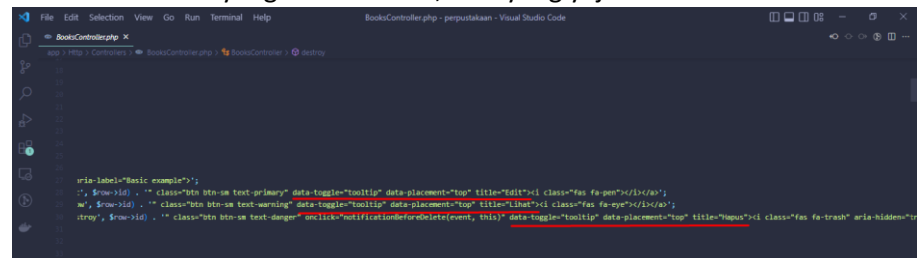 File Edit Selection View Go Run Terminal Help BooksController.php - perpustakaan - Visual Studio Code
BooksController.php ×
app > Http > Controllers > BooksController.php > BooksController > destroy
ria-label="Basic example">';
', $row->id) . '" class="btn btn-sm text-primary" data-toggle="tooltip" data-placement="top" title="Edit"><i class="fas fa-pen"></i></a>';
ow', $row->id) . '" class="btn btn-sm text-warning" data-toggle="tooltip" data-placement="top" title="Lihat"><i class="fas fa-eye"></i></a>';
stroy', $row->id) . '" class="btn btn-sm text-danger" onclick="notificationBeforeDelete(event, this)" data-toggle="tooltip" data-placement="top" title="Hapus"><i class="fas fa-trash" aria-hidden="tr